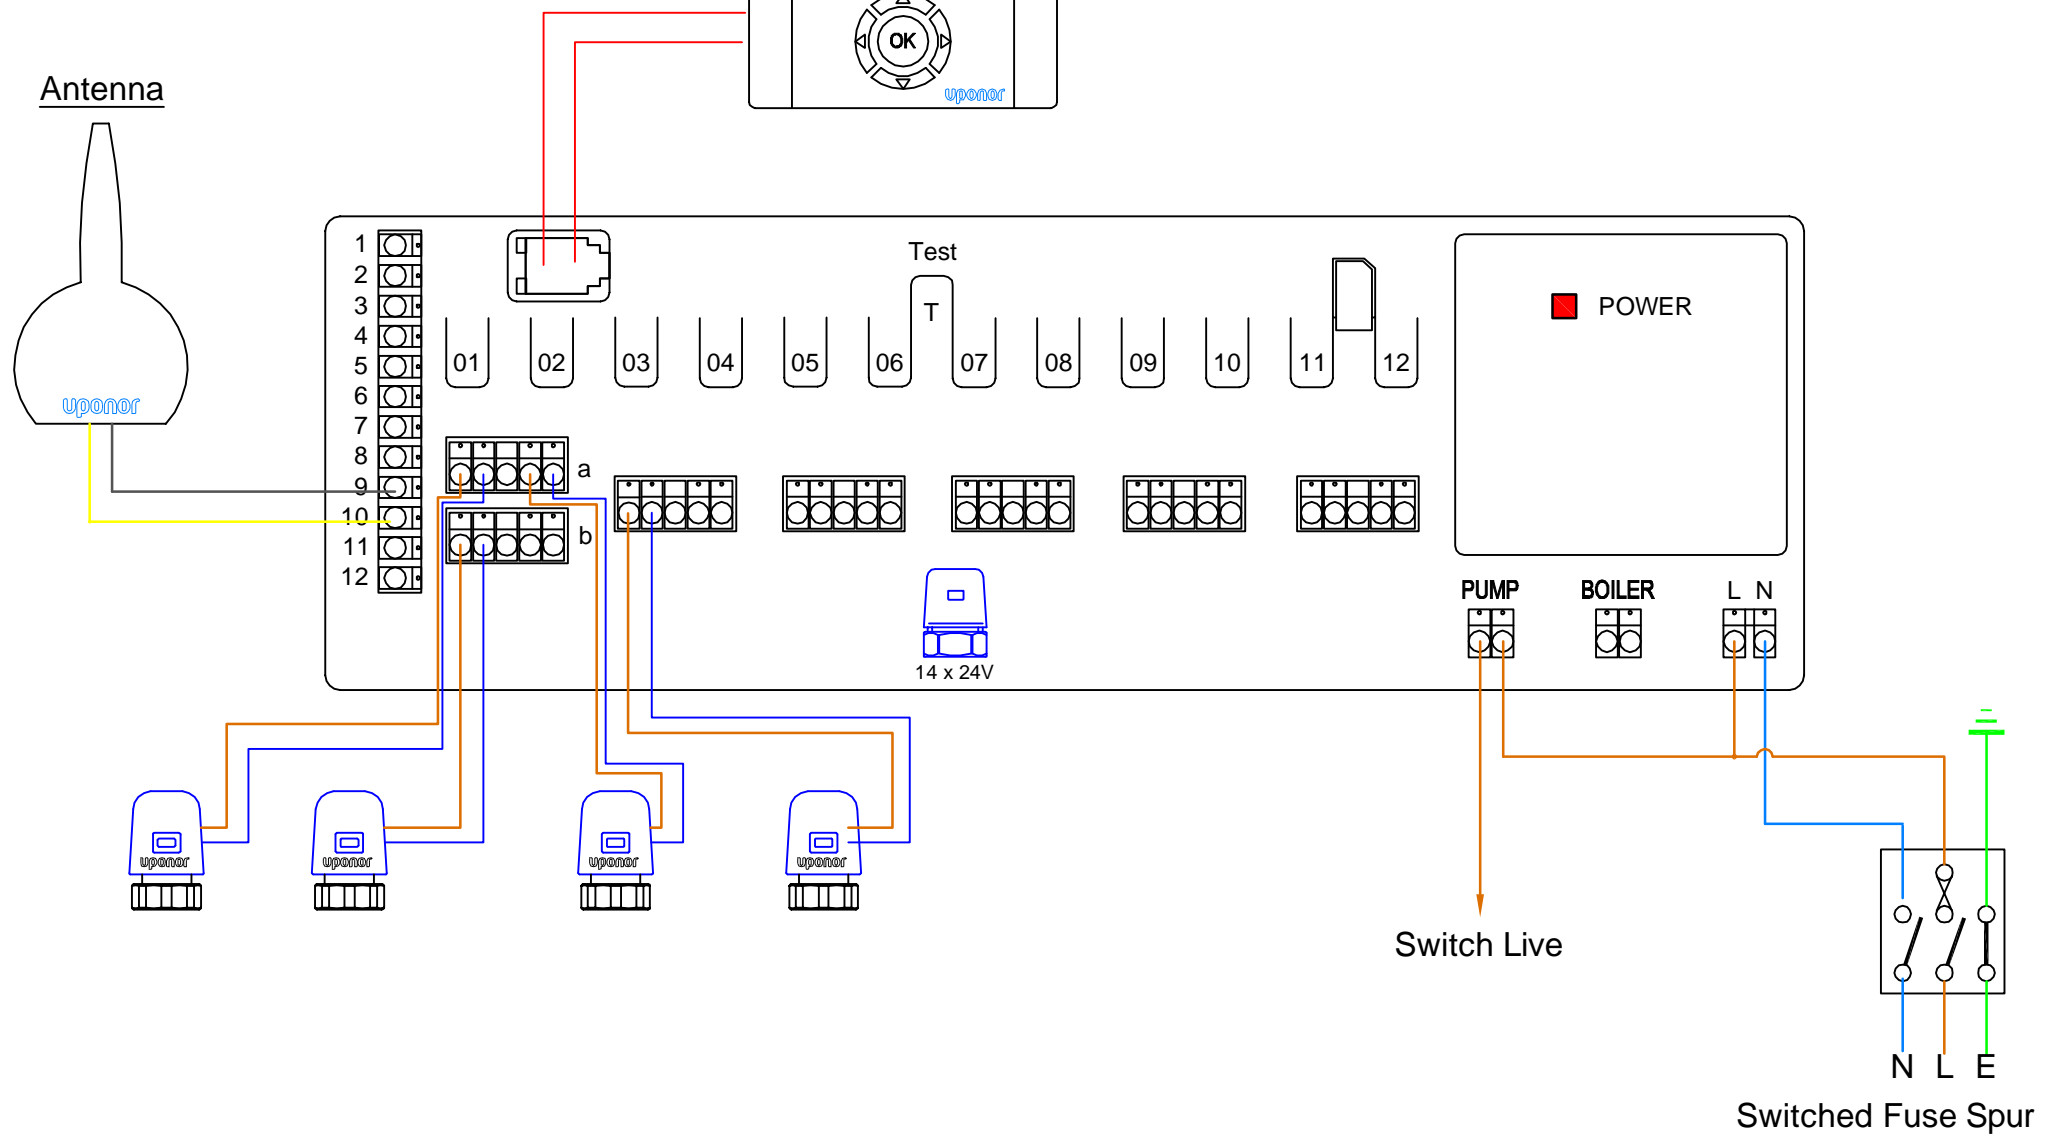 OK
uponor
Antenna
uponor
1
2
3
4
5
6
7
8
9
10
11
12
Test
T
01 02 03 04 05 06 07 08 09 10 11 12
POWER
a
b
14 x 24V
PUMP BOILER L N
uponor uponor uponor uponor
Switch Live
N L E
Switched Fuse Spur